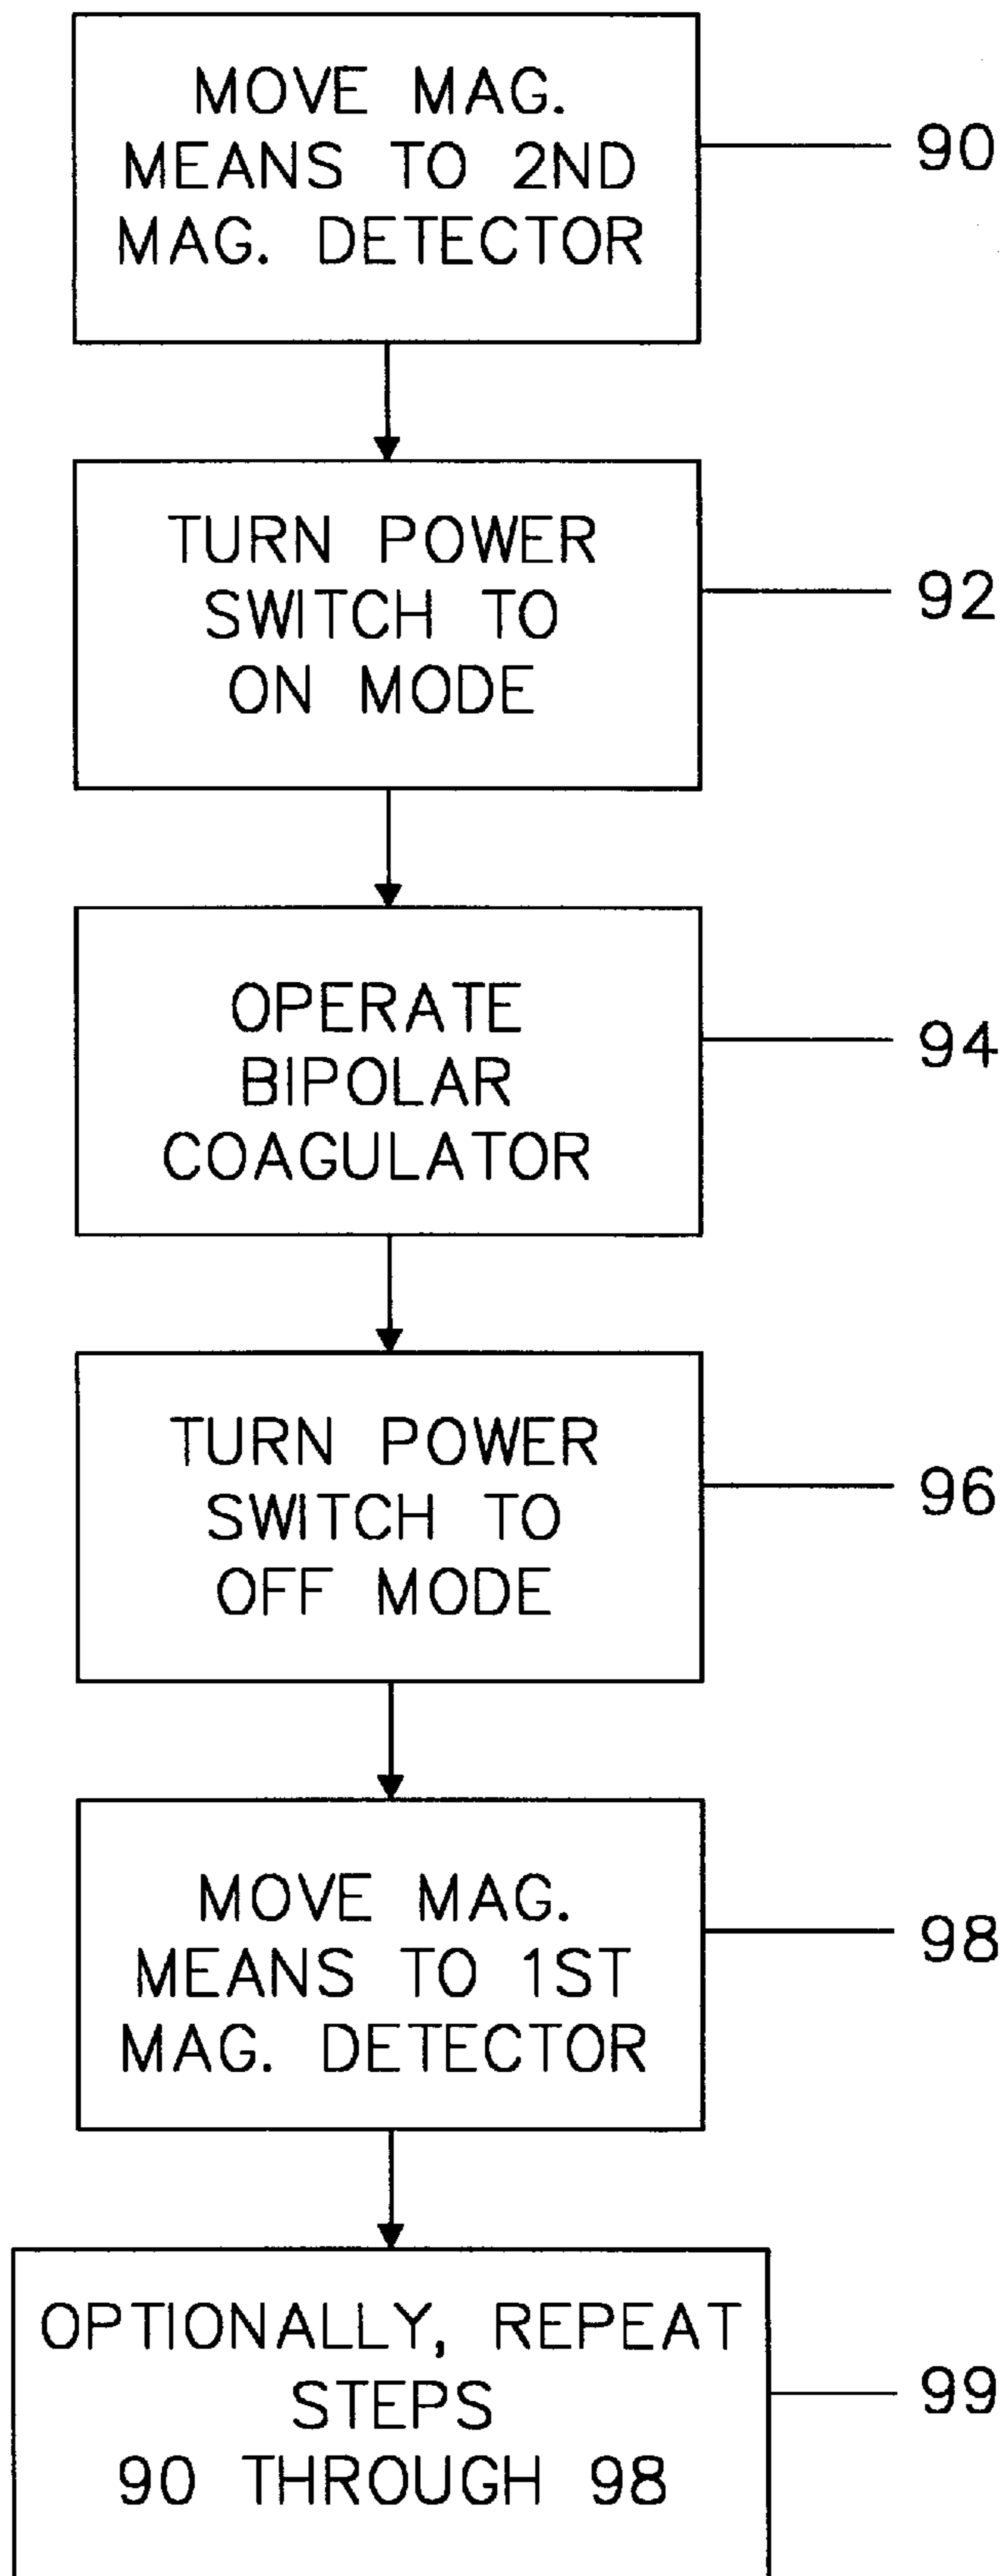 MOVE MAG.
MEANS TO 2ND
MAG. DETECTOR
90
TURN POWER
SWITCH TO
ON MODE
92
OPERATE
BIPOLAR
COAGULATOR
94
TURN POWER
SWITCH TO
OFF MODE
96
MOVE MAG.
MEANS TO 1ST
MAG. DETECTOR
98
OPTIONALLY, REPEAT
STEPS
90 THROUGH 98
99